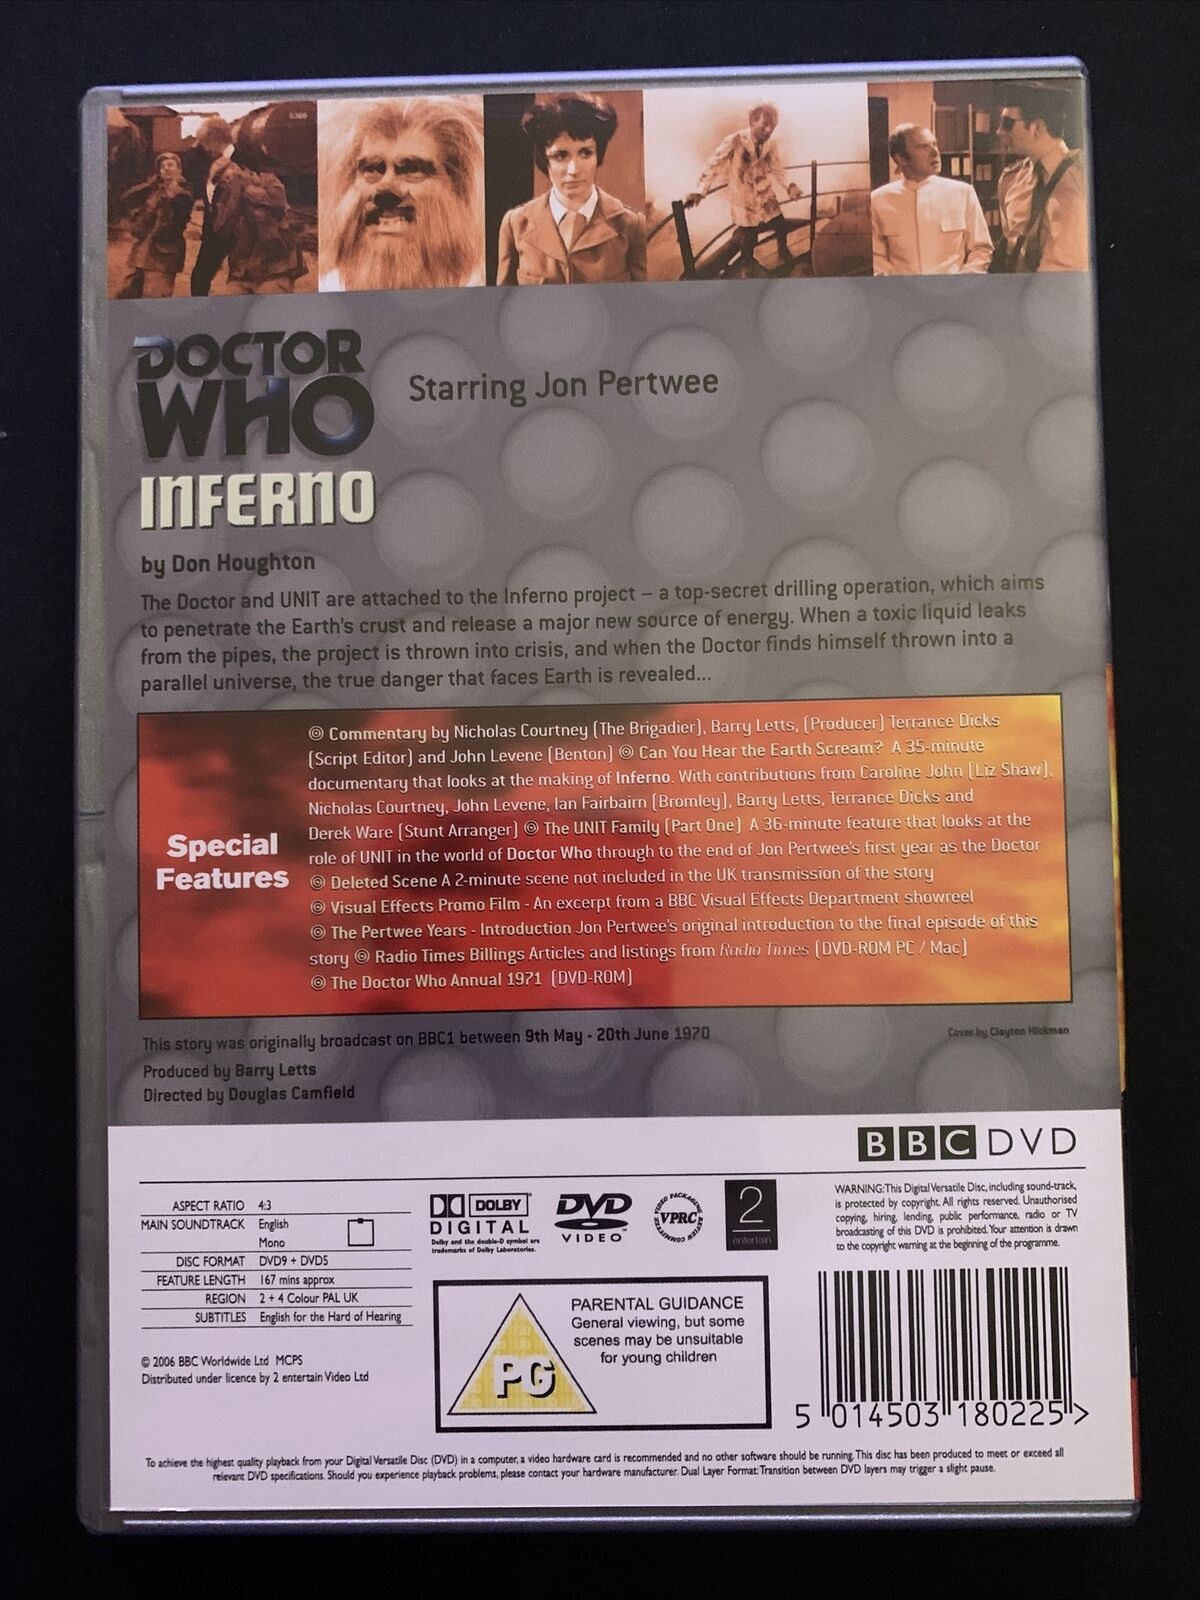 DOCTOR
WHO
Starring Jon Pertwee
INFERNO
by Don Houghton
The Doctor and UNIT are attached to the Inferno project – a top-secret drilling operation, which aims
to penetrate the Earth's crust and release a major new source of energy. When a toxic liquid leaks
from the pipes, the project is thrown into crisis, and when the Doctor finds himself thrown into a
parallel universe, the true danger that faces Earth is revealed...
Special
Features
Commentary by Nicholas Courtney (The Brigadier), Barry Letts, (Producer) Terrance Dicks
(Script Editor) and John Levene (Benton) Can You Hear the Earth Scream? A 35-minute
documentary that looks at the making of Inferno. With contributions from Caroline John (Liz Shaw),
Nicholas Courtney, John Levene, Ian Fairbairn (Bromley), Barry Letts, Terrance Dicks and
Derek Ware (Stunt Arranger) The UNIT Family (Part One) A 36-minute feature that looks at the
role of UNIT in the world of Doctor Who through to the end of Jon Pertwee's first year as the Doctor
Deleted Scene A 2-minute scene not included in the UK transmission of the story
Visual Effects Promo Film - An excerpt from a BBC Visual Effects Department showreel
The Pertwee Years - Introduction Jon Pertwee's original introduction to the final episode of this
story Radio Times Billings Articles and listings from Radio Times (DVD-ROM PC / Mac)
The Doctor Who Annual 1971 (DVD-ROM)
This story was originally broadcast on BBC1 between 9th May - 20th June 1970
Cover by Clayton Hickman
Produced by Barry Letts
Directed by Douglas Camfield
BBC DVD
ASPECT RATIO 4:3
MAIN SOUNDTRACK English
Mono
DISC FORMAT DVD9 + DVD5
FEATURE LENGTH 167 mins approx
REGION 2 + 4 Colour PAL UK
SUBTITLES English for the Hard of Hearing
© 2006 BBC Worldwide Ltd MCPS
Distributed under licence by 2 entertain Video Ltd
DOLBY
DIGITAL
Dolby and the double-D symbol are
trademarks of Dolby Laboratories.
DVD
VIDEO
VIDEO PACKAGING REVIEW COMMITTEE
VPRC
2
entertain
WARNING: This Digital Versatile Disc, including sound-track,
is protected by copyright. All rights reserved. Unauthorised
copying, hiring, lending, public performance, radio or TV
broadcasting of this DVD is prohibited. Your attention is drawn
to the copyright warning at the beginning of the programme.
PG
PARENTAL GUIDANCE
General viewing, but some
scenes may be unsuitable
for young children
5 014503 180225 >
To achieve the highest quality playback from your Digital Versatile Disc (DVD) in a computer, a video hardware card is recommended and no other software should be running. This disc has been produced to meet or exceed all
relevant DVD specifications. Should you experience playback problems, please contact your hardware manufacturer. Dual Layer Format: Transition between DVD layers may trigger a slight pause.